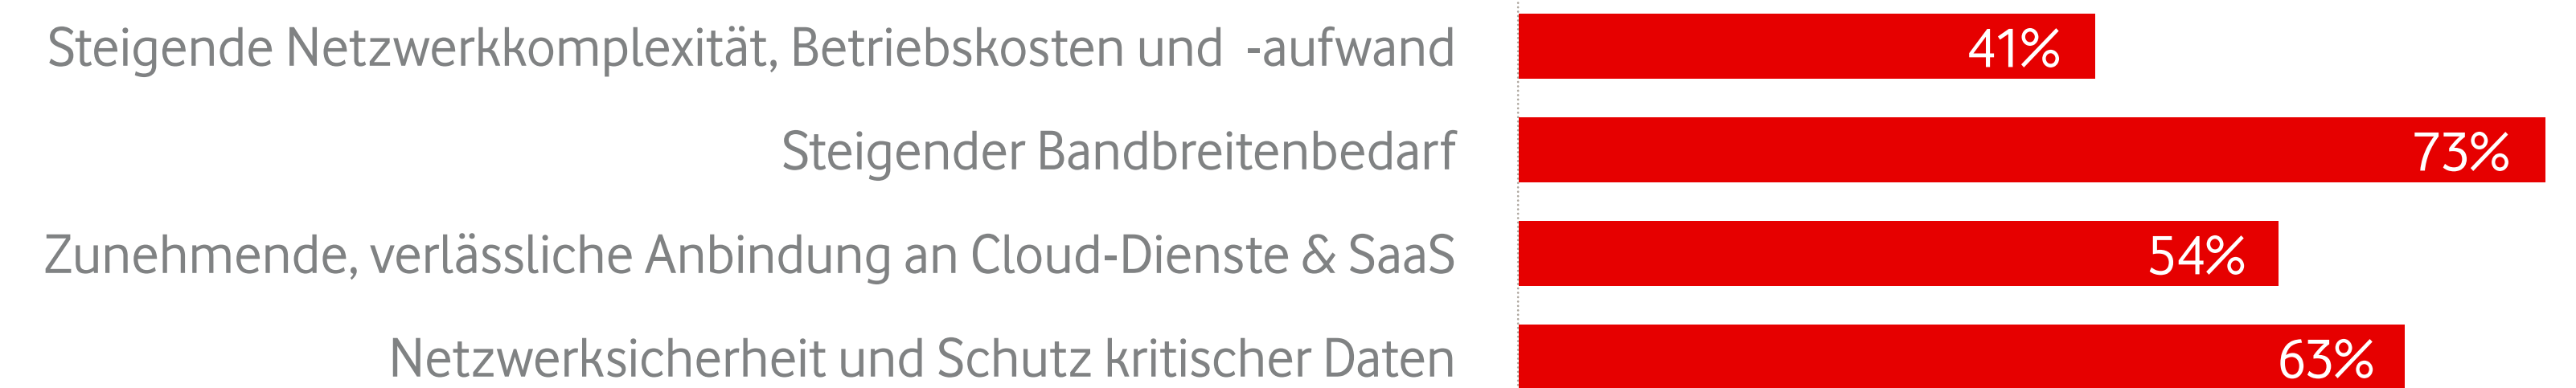 Steigende Netzwerkkomplexität, Betriebskosten und -aufwand 41%
Steigender Bandbreitenbedarf 73%
Zunehmende, verlässliche Anbindung an Cloud-Dienste & SaaS 54%
Netzwerksicherheit und Schutz kritischer Daten 63%